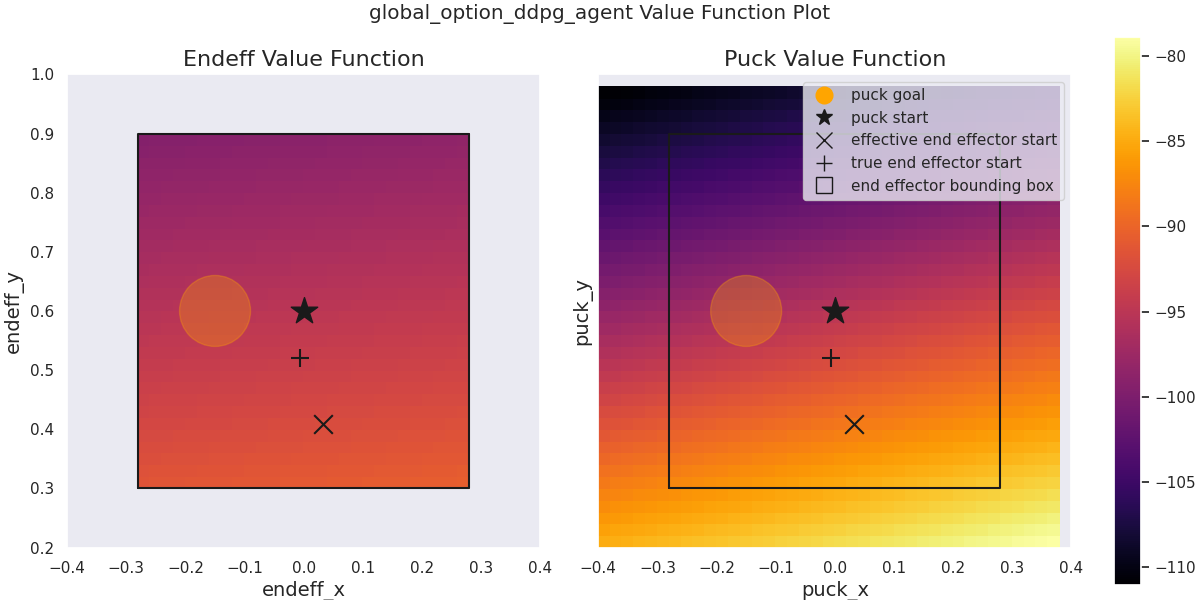 global_option_ddpg_agent Value Function Plot
Endeff Value Function
endeff_y
1.0
0.9
0.8
0.7
0.6
0.5
0.4
0.3
0.2
−0.4 −0.3 −0.2 −0.1 0.0 0.1 0.2 0.3 0.4
endeff_x
Puck Value Function
puck goal
puck start
effective end effector start
true end effector start
end effector bounding box
puck_y
−0.4 −0.3 −0.2 −0.1 0.0 0.1 0.2 0.3 0.4
puck_x
−80
−85
−90
−95
−100
−105
−110